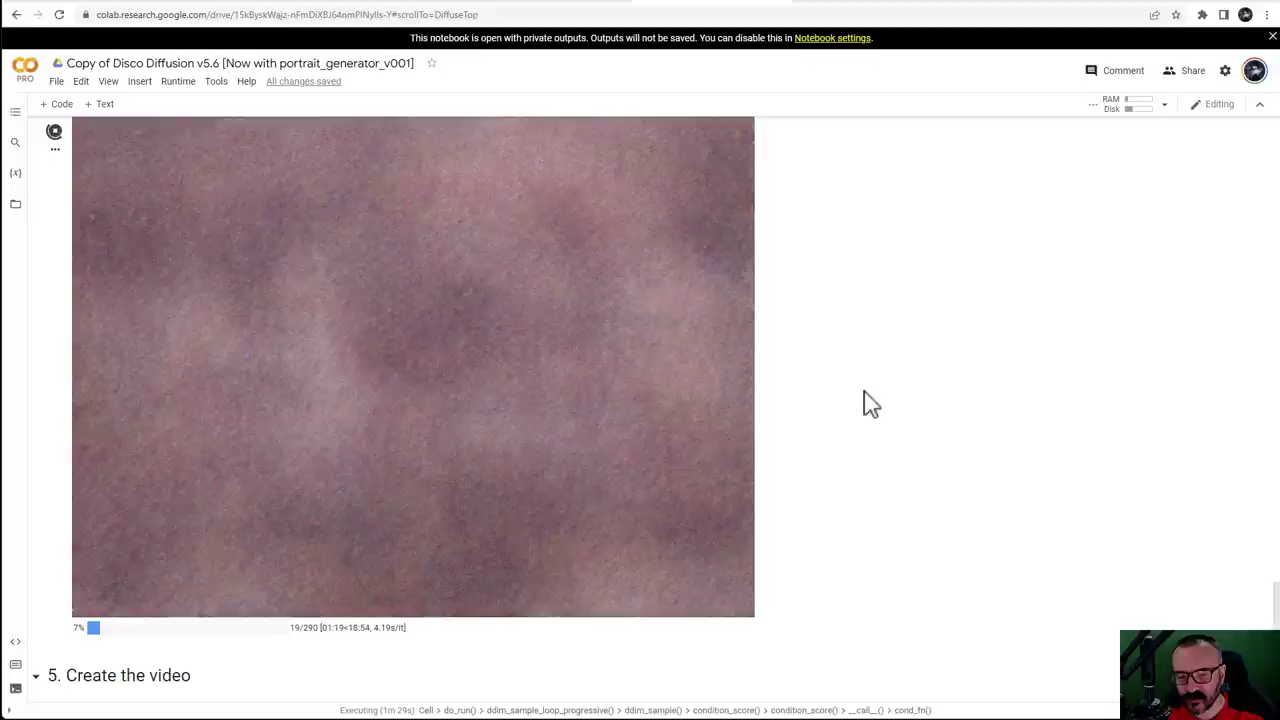 colab.research.google.com/drive/15kByskWajz-nFmDiXBJ64nmPlNyIls-Y#scrollTo=DiffuseTop
This notebook is open with private outputs. Outputs will not be saved. You can disable this in Notebook settings.
Copy of Disco Diffusion v5.6 [Now with portrait_generator_v001]
PRO
File Edit View Insert Runtime Tools Help All changes saved
Comment Share
+ Code + Text
RAM
Disk
Editing
{x}
7% 19/290 [01:19<18:54, 4.19s/it]
5. Create the video
Executing (1m 29s) Cell > do_run() > ddim_sample_loop_progressive() > ddim_sample() > condition_score() > condition_score() > __call__() > cond_fn()